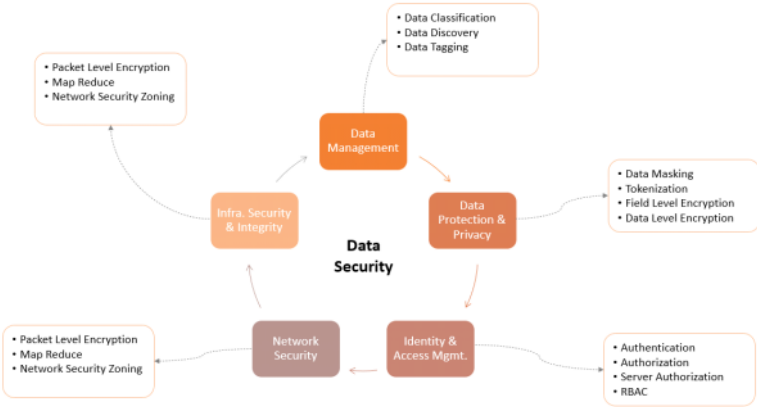 • Data Classification
• Data Discovery
• Data Tagging
• Packet Level Encryption
• Map Reduce
• Network Security Zoning
Data
Management
• Data Masking
• Tokenization
• Field Level Encryption
• Data Level Encryption
Infra. Security
& Integrity
Data
Protection &
Privacy
Data
Security
Network
Security
Identity &
Access Mgmt.
• Packet Level Encryption
• Map Reduce
• Network Security Zoning
• Authentication
• Authorization
• Server Authorization
• RBAC